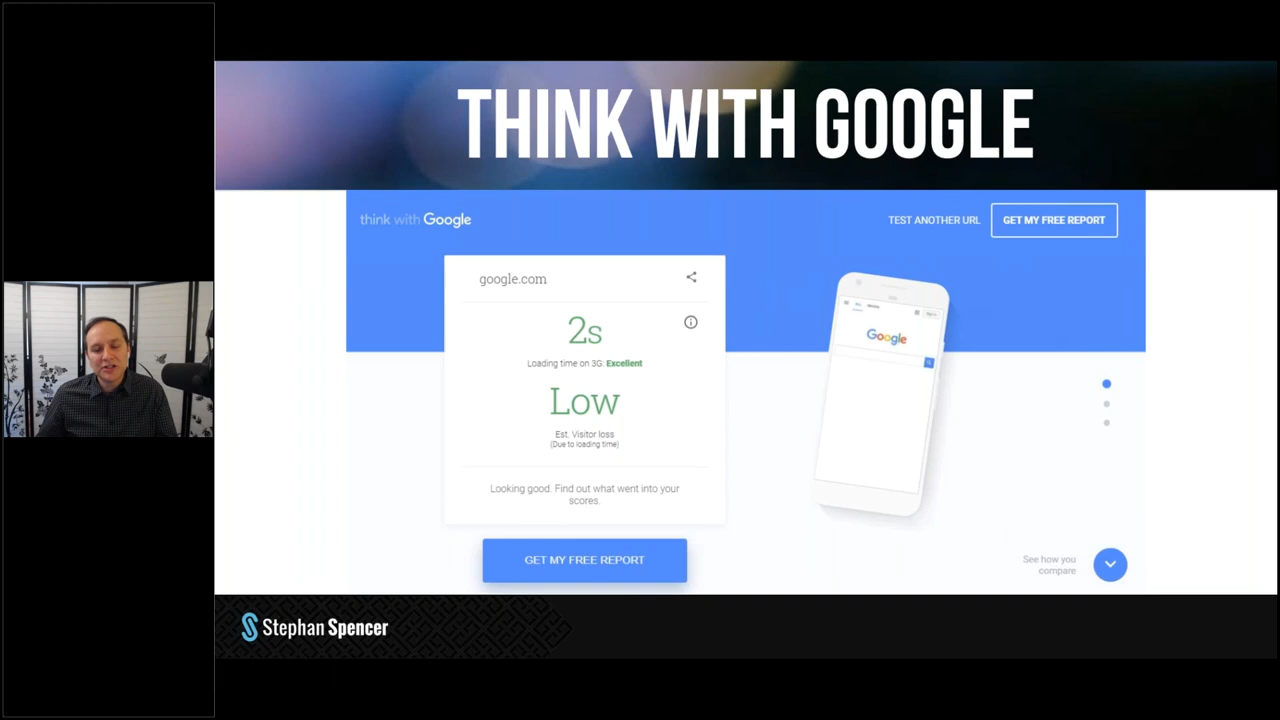 THINK WITH GOOGLE
think with Google
TEST ANOTHER URL
GET MY FREE REPORT
google.com
2s
Loading time on 3G: Excellent
Low
Est. Visitor loss
(Due to loading time)
Looking good. Find out what went into your
scores.
GET MY FREE REPORT
Google
See how you
compare
Stephan Spencer